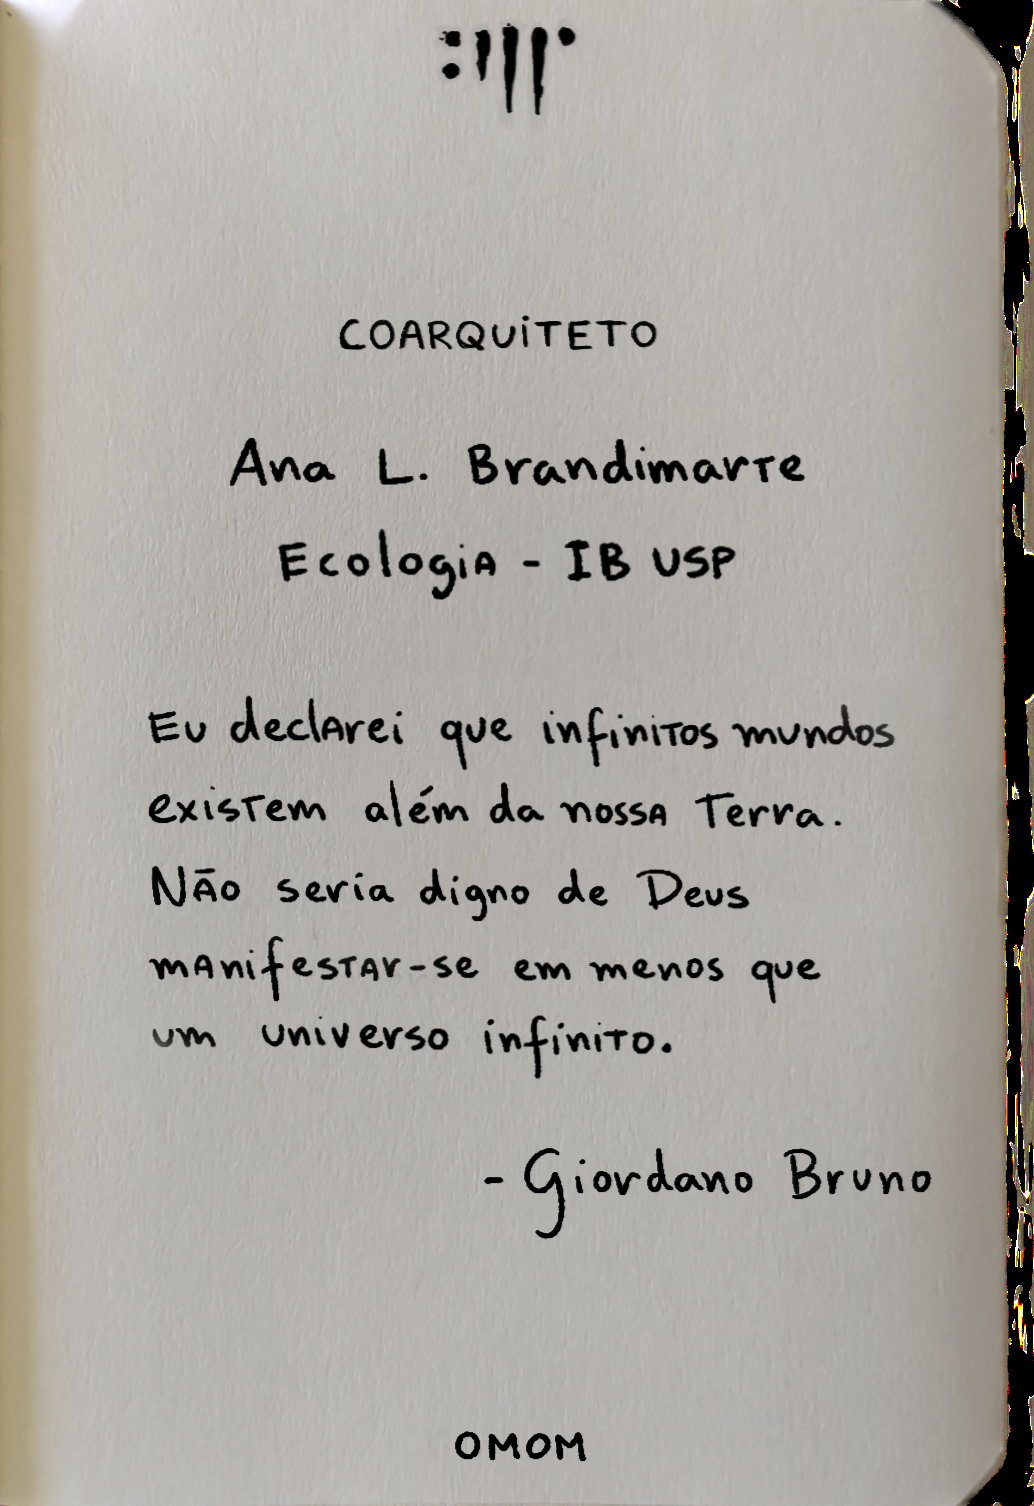 COARQUITETO
Ana L. Brandimarte
Ecologia - IB USP
Eu declarei que infinitos mundos
existem além da nossa Terra.
Não seria digno de Deus
manifestar-se em menos que
um universo infinito.
- Giordano Bruno
OMOM